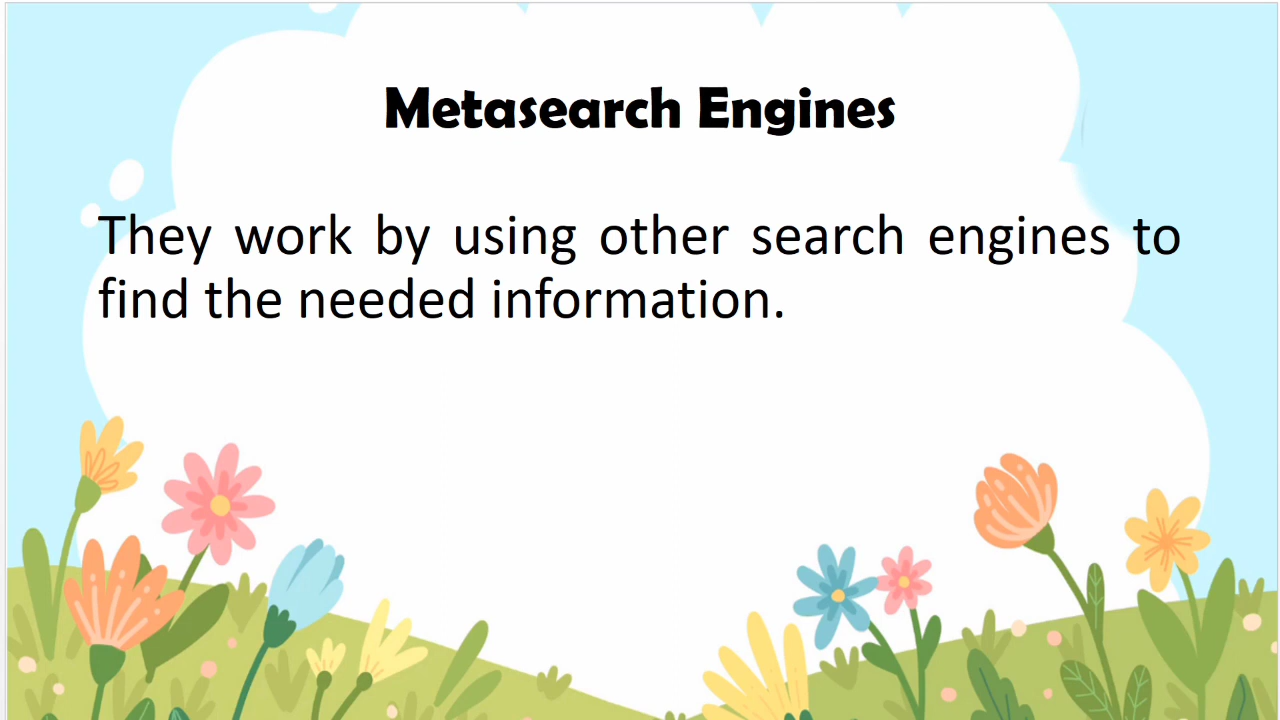 Metasearch Engines
They work by using other search engines to
find the needed information.